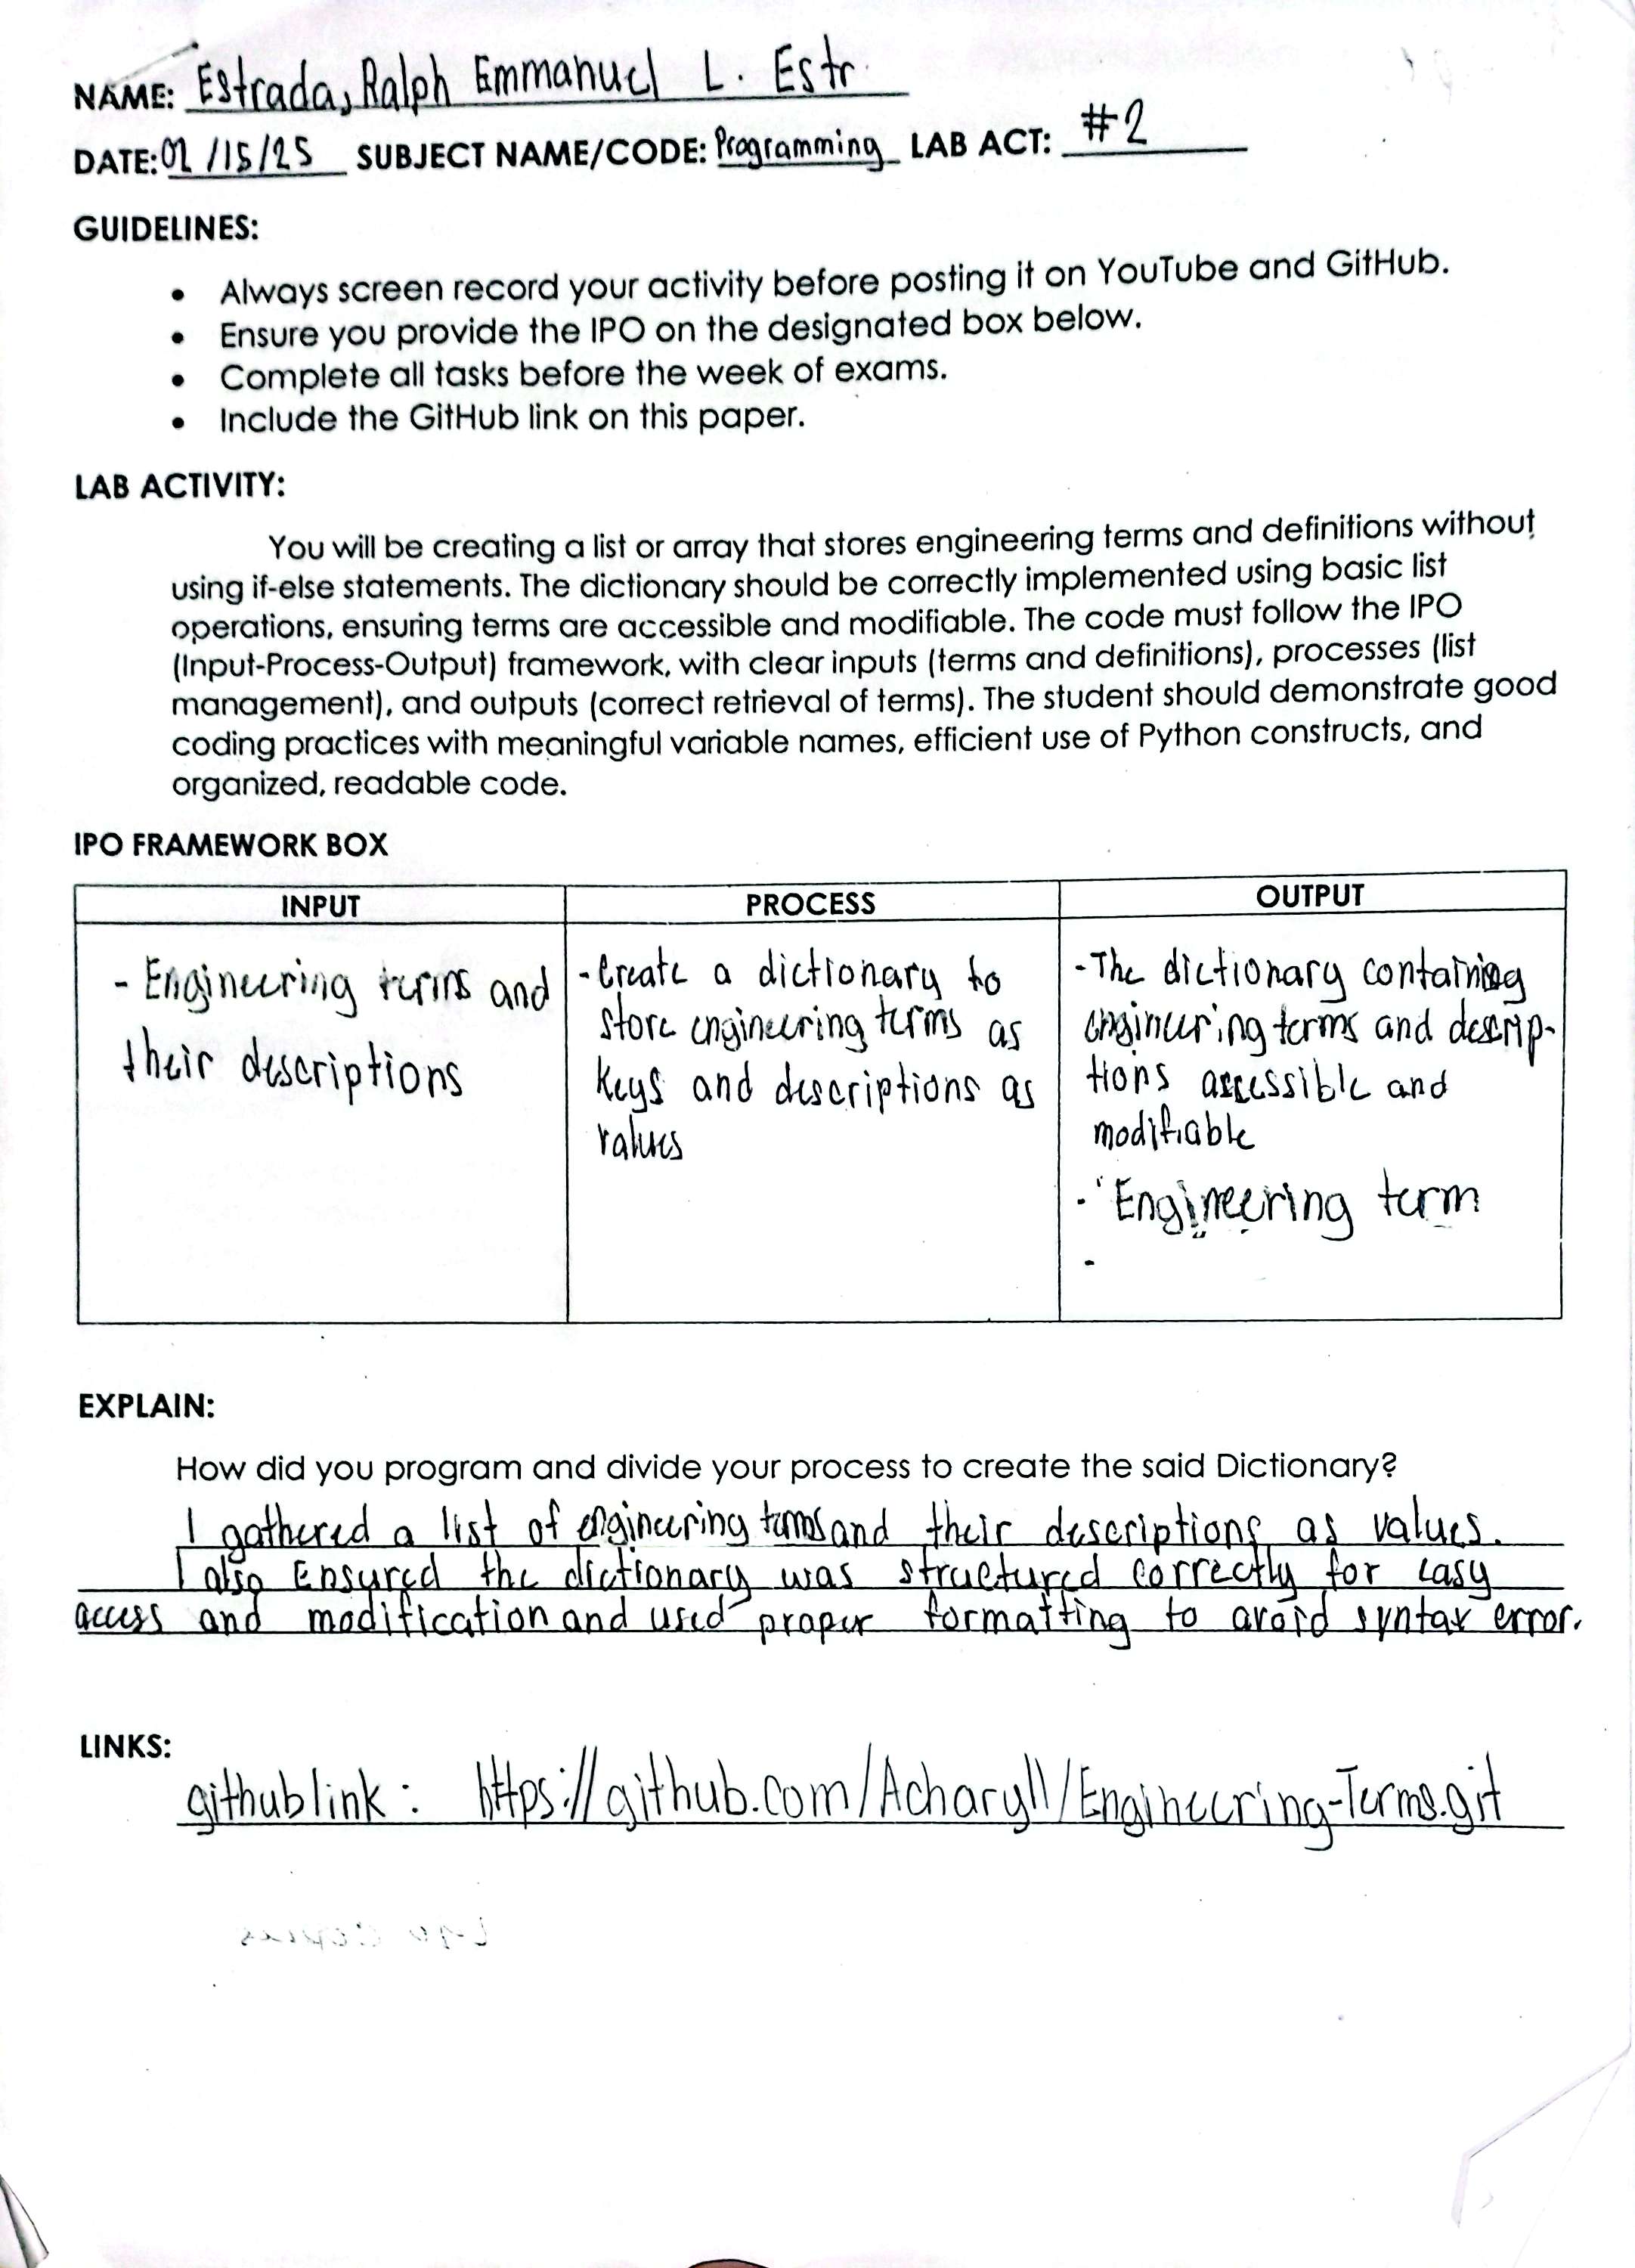 NAME: Estrada, Ralph Emmanuel L. Estr.
DATE: 02/15/25 SUBJECT NAME/CODE: Programming LAB ACT: #2
GUIDELINES:
• Always screen record your activity before posting it on YouTube and GitHub.
• Ensure you provide the IPO on the designated box below.
• Complete all tasks before the week of exams.
• Include the GitHub link on this paper.
LAB ACTIVITY:
You will be creating a list or array that stores engineering terms and definitions without
using if-else statements. The dictionary should be correctly implemented using basic list
operations, ensuring terms are accessible and modifiable. The code must follow the IPO
(Input-Process-Output) framework, with clear inputs (terms and definitions), processes (list
management), and outputs (correct retrieval of terms). The student should demonstrate good
coding practices with meaningful variable names, efficient use of Python constructs, and
organized, readable code.
IPO FRAMEWORK BOX
INPUT
- Engineering terms and
their descriptions
PROCESS
- Create a dictionary to
store engineering terms as
keys and descriptions as
values
OUTPUT
- The dictionary containing
engineering terms and descrip-
tions accessible and
modifiable
- 'Engineering term
-
EXPLAIN:
How did you program and divide your process to create the said Dictionary?
I gathered a list of engineering terms and their descriptions as values.
I also Ensured the dictionary was structured correctly for easy
access and modification and used proper formatting to avoid syntax error.
LINKS:
github link : https://github.com/Acharyll/Engineering-Terms.git